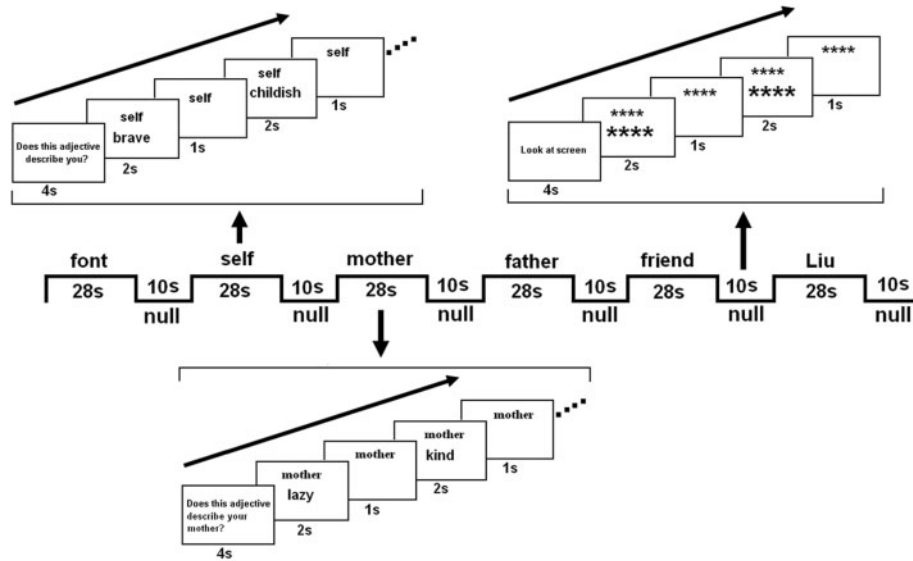 self
self
childish
1s
self
2s
self
brave
1s
Does this adjective
describe you?
2s
4s
****
****
****
1s
****
2s
****
****
1s
Look at screen
2s
4s
font
self
mother
father
friend
Liu
28s
10s
28s
10s
28s
10s
28s
10s
28s
10s
28s
10s
null
null
null
null
null
null
mother
mother
kind
1s
mother
2s
mother
lazy
1s
Does this adjective
describe your
mother?
2s
4s